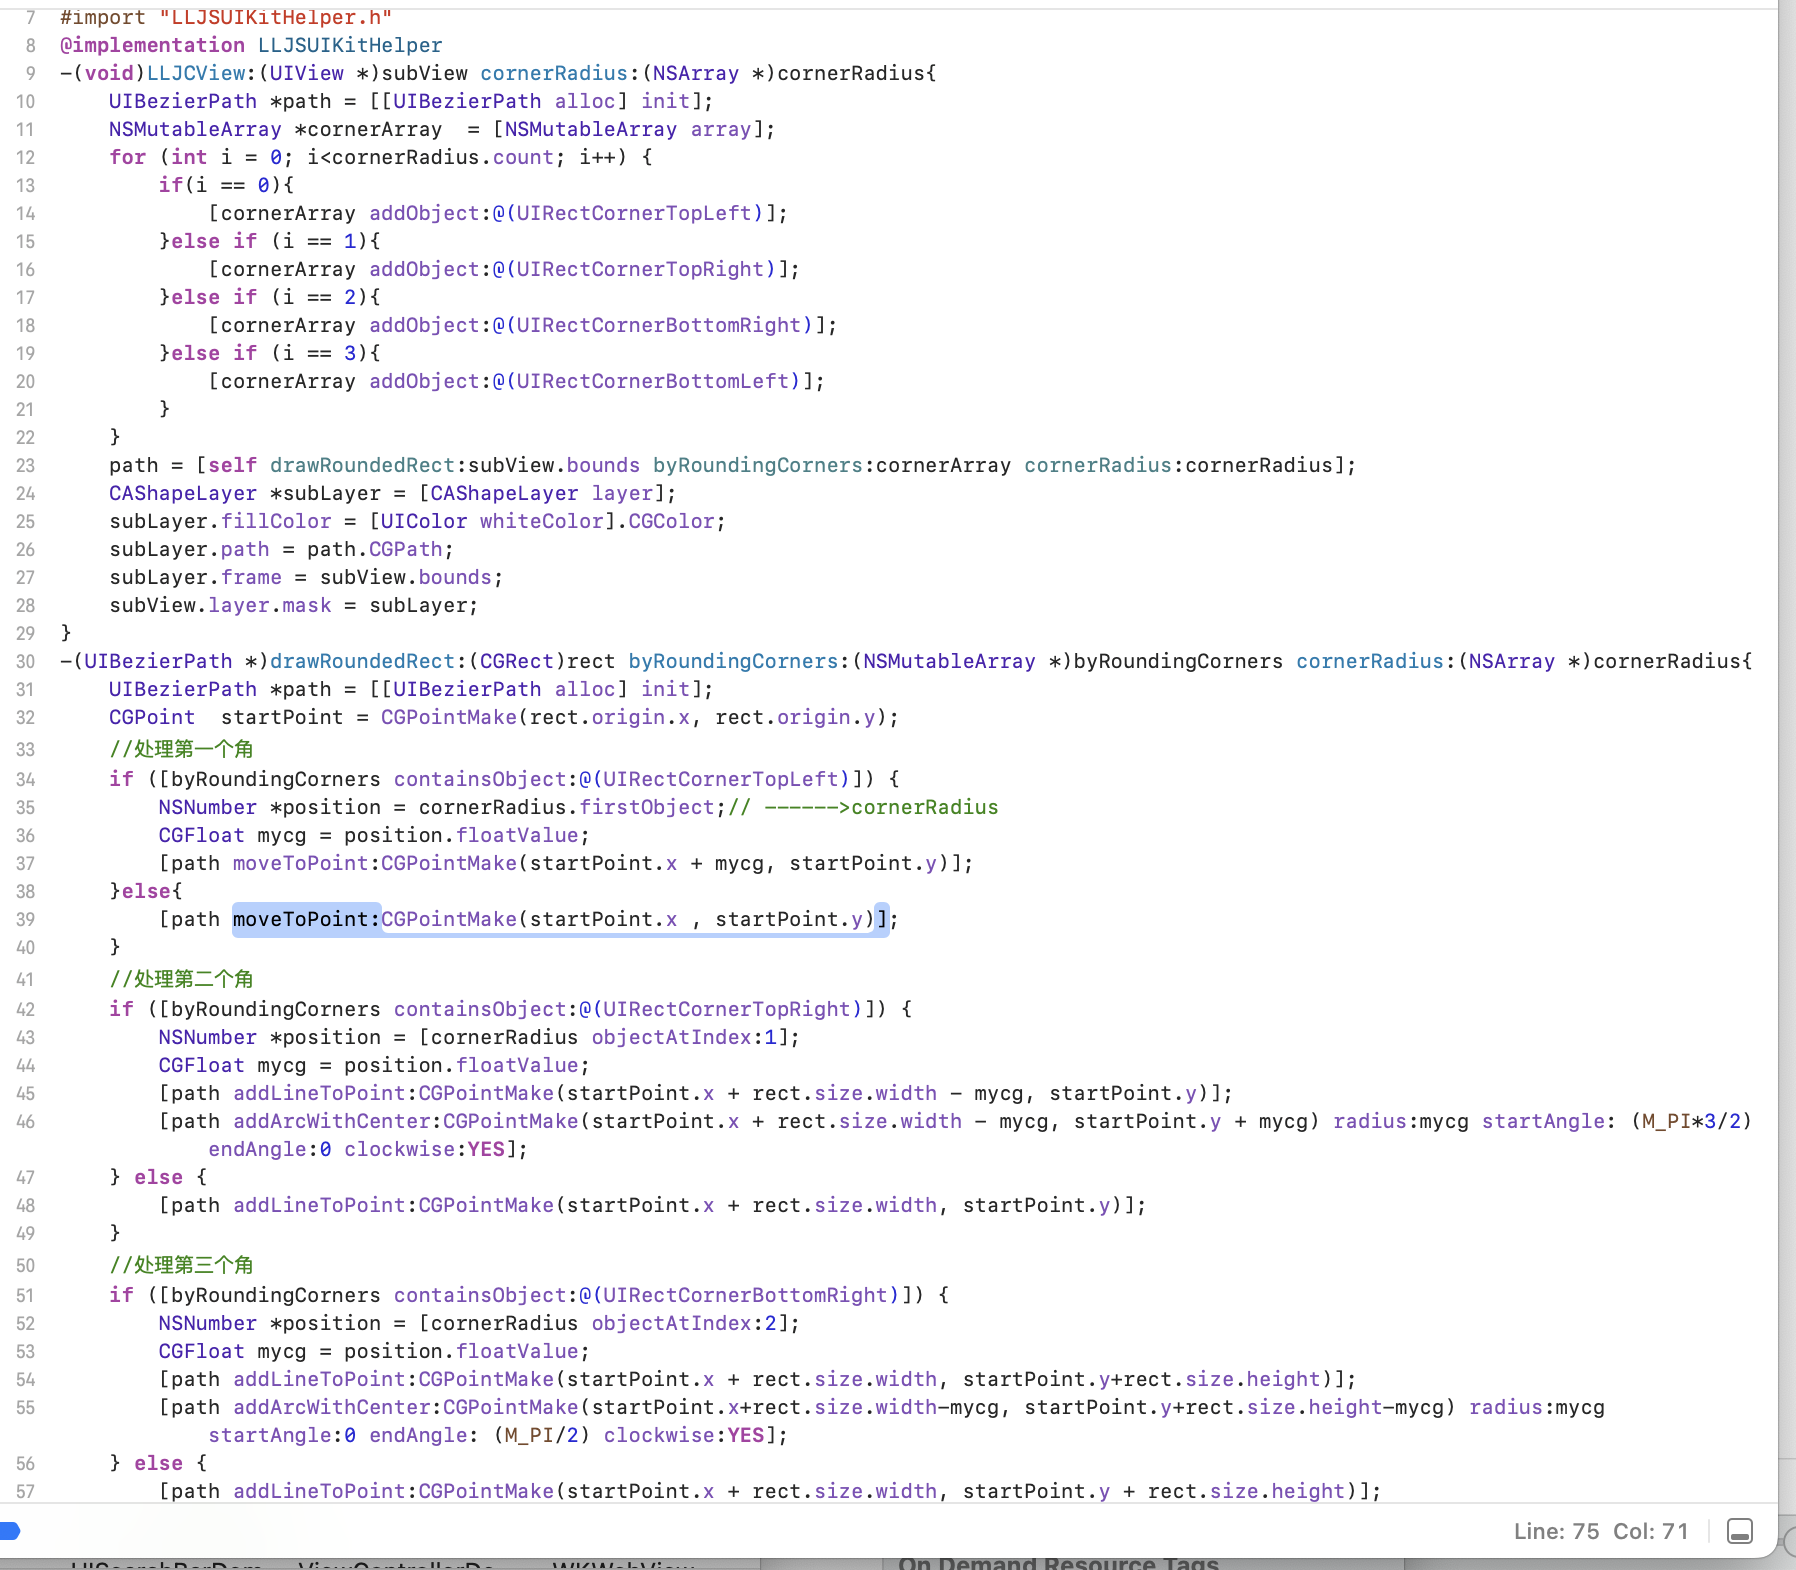 7 #import "LLJSUIKitHelper.h"
8 @implementation LLJSUIKitHelper
9 -(void)LLJCView:(UIView *)subView cornerRadius:(NSArray *)cornerRadius{
10     UIBezierPath *path = [[UIBezierPath alloc] init];
11     NSMutableArray *cornerArray  = [NSMutableArray array];
12     for (int i = 0; i<cornerRadius.count; i++) {
13         if(i == 0){
14             [cornerArray addObject:@(UIRectCornerTopLeft)];
15         }else if (i == 1){
16             [cornerArray addObject:@(UIRectCornerTopRight)];
17         }else if (i == 2){
18             [cornerArray addObject:@(UIRectCornerBottomRight)];
19         }else if (i == 3){
20             [cornerArray addObject:@(UIRectCornerBottomLeft)];
21         }
22     }
23     path = [self drawRoundedRect:subView.bounds byRoundingCorners:cornerArray cornerRadius:cornerRadius];
24     CAShapeLayer *subLayer = [CAShapeLayer layer];
25     subLayer.fillColor = [UIColor whiteColor].CGColor;
26     subLayer.path = path.CGPath;
27     subLayer.frame = subView.bounds;
28     subView.layer.mask = subLayer;
29 }
30 -(UIBezierPath *)drawRoundedRect:(CGRect)rect byRoundingCorners:(NSMutableArray *)byRoundingCorners cornerRadius:(NSArray *)cornerRadius{
31     UIBezierPath *path = [[UIBezierPath alloc] init];
32     CGPoint  startPoint = CGPointMake(rect.origin.x, rect.origin.y);
33     //处理第一个角
34     if ([byRoundingCorners containsObject:@(UIRectCornerTopLeft)]) {
35         NSNumber *position = cornerRadius.firstObject;// ------>cornerRadius
36         CGFloat mycg = position.floatValue;
37         [path moveToPoint:CGPointMake(startPoint.x + mycg, startPoint.y)];
38     }else{
39         [path moveToPoint:CGPointMake(startPoint.x , startPoint.y)];
40     }
41     //处理第二个角
42     if ([byRoundingCorners containsObject:@(UIRectCornerTopRight)]) {
43         NSNumber *position = [cornerRadius objectAtIndex:1];
44         CGFloat mycg = position.floatValue;
45         [path addLineToPoint:CGPointMake(startPoint.x + rect.size.width - mycg, startPoint.y)];
46         [path addArcWithCenter:CGPointMake(startPoint.x + rect.size.width - mycg, startPoint.y + mycg) radius:mycg startAngle: (M_PI*3/2)
            endAngle:0 clockwise:YES];
47     } else {
48         [path addLineToPoint:CGPointMake(startPoint.x + rect.size.width, startPoint.y)];
49     }
50     //处理第三个角
51     if ([byRoundingCorners containsObject:@(UIRectCornerBottomRight)]) {
52         NSNumber *position = [cornerRadius objectAtIndex:2];
53         CGFloat mycg = position.floatValue;
54         [path addLineToPoint:CGPointMake(startPoint.x + rect.size.width, startPoint.y+rect.size.height)];
55         [path addArcWithCenter:CGPointMake(startPoint.x+rect.size.width-mycg, startPoint.y+rect.size.height-mycg) radius:mycg
            startAngle:0 endAngle: (M_PI/2) clockwise:YES];
56     } else {
57         [path addLineToPoint:CGPointMake(startPoint.x + rect.size.width, startPoint.y + rect.size.height)];
Line: 75  Col: 71
UISearchBarDem ViewControllerDe WKWebView On Demand Resource Tags